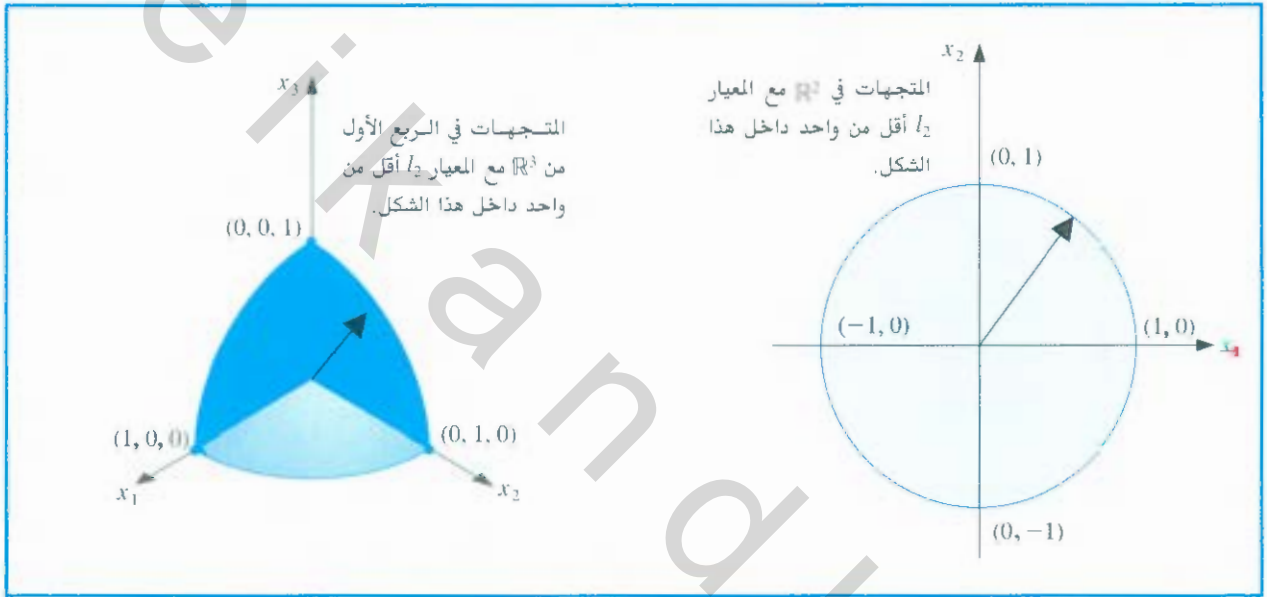 المتجهات في ℝ² مع المعيار
l₂ أقل من واحد داخل هذا
الشكل.
x₂
(0, 1)
(−1, 0)
(1, 0)
x₁
(0, −1)
x₃
المتـجهـات في الـربع الأول
من ℝ³ مع المعيار l₂ أقل من
واحد داخل هذا الشكل.
(0, 0, 1)
(1, 0, 0)
(0, 1, 0)
x₁
x₂